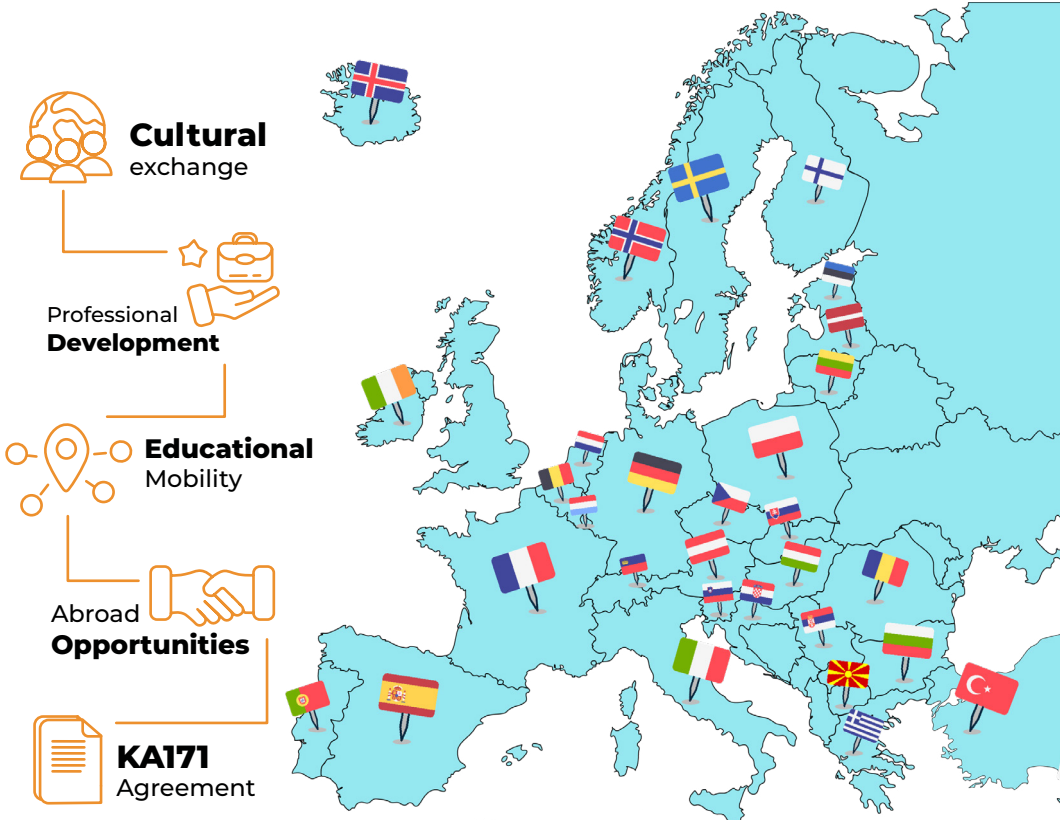 Cultural
exchange
Professional
Development
Educational
Mobility
Abroad
Opportunities
KA171
Agreement